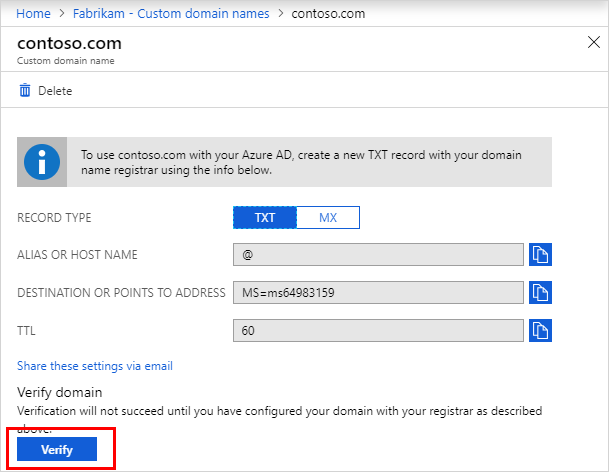 Home > Fabrikam - Custom domain names > contoso.com
contoso.com
Custom domain name
Delete
To use contoso.com with your Azure AD, create a new TXT record with your domain
name registrar using the info below.
RECORD TYPE TXT MX
ALIAS OR HOST NAME @
DESTINATION OR POINTS TO ADDRESS MS=ms64983159
TTL 60
Share these settings via email
Verify domain
Verification will not succeed until you have configured your domain with your registrar as described
above.
Verify